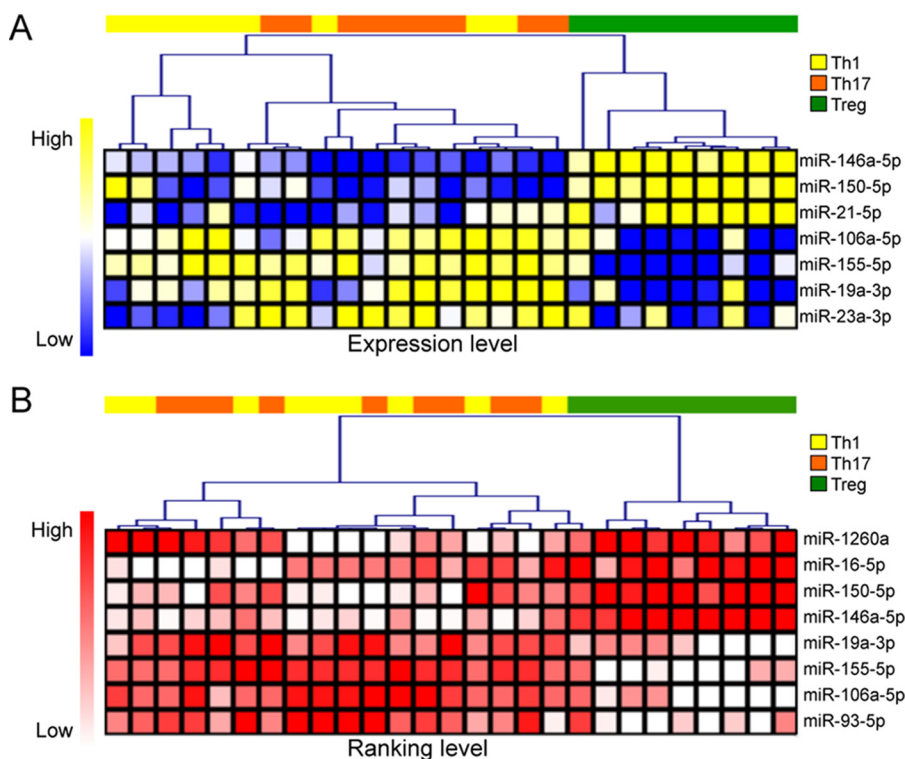 A
Th1
Th17
Treg
High
Low
miR-146a-5p
miR-150-5p
miR-21-5p
miR-106a-5p
miR-155-5p
miR-19a-3p
miR-23a-3p
Expression level
B
Th1
Th17
Treg
High
Low
miR-1260a
miR-16-5p
miR-150-5p
miR-146a-5p
miR-19a-3p
miR-155-5p
miR-106a-5p
miR-93-5p
Ranking level